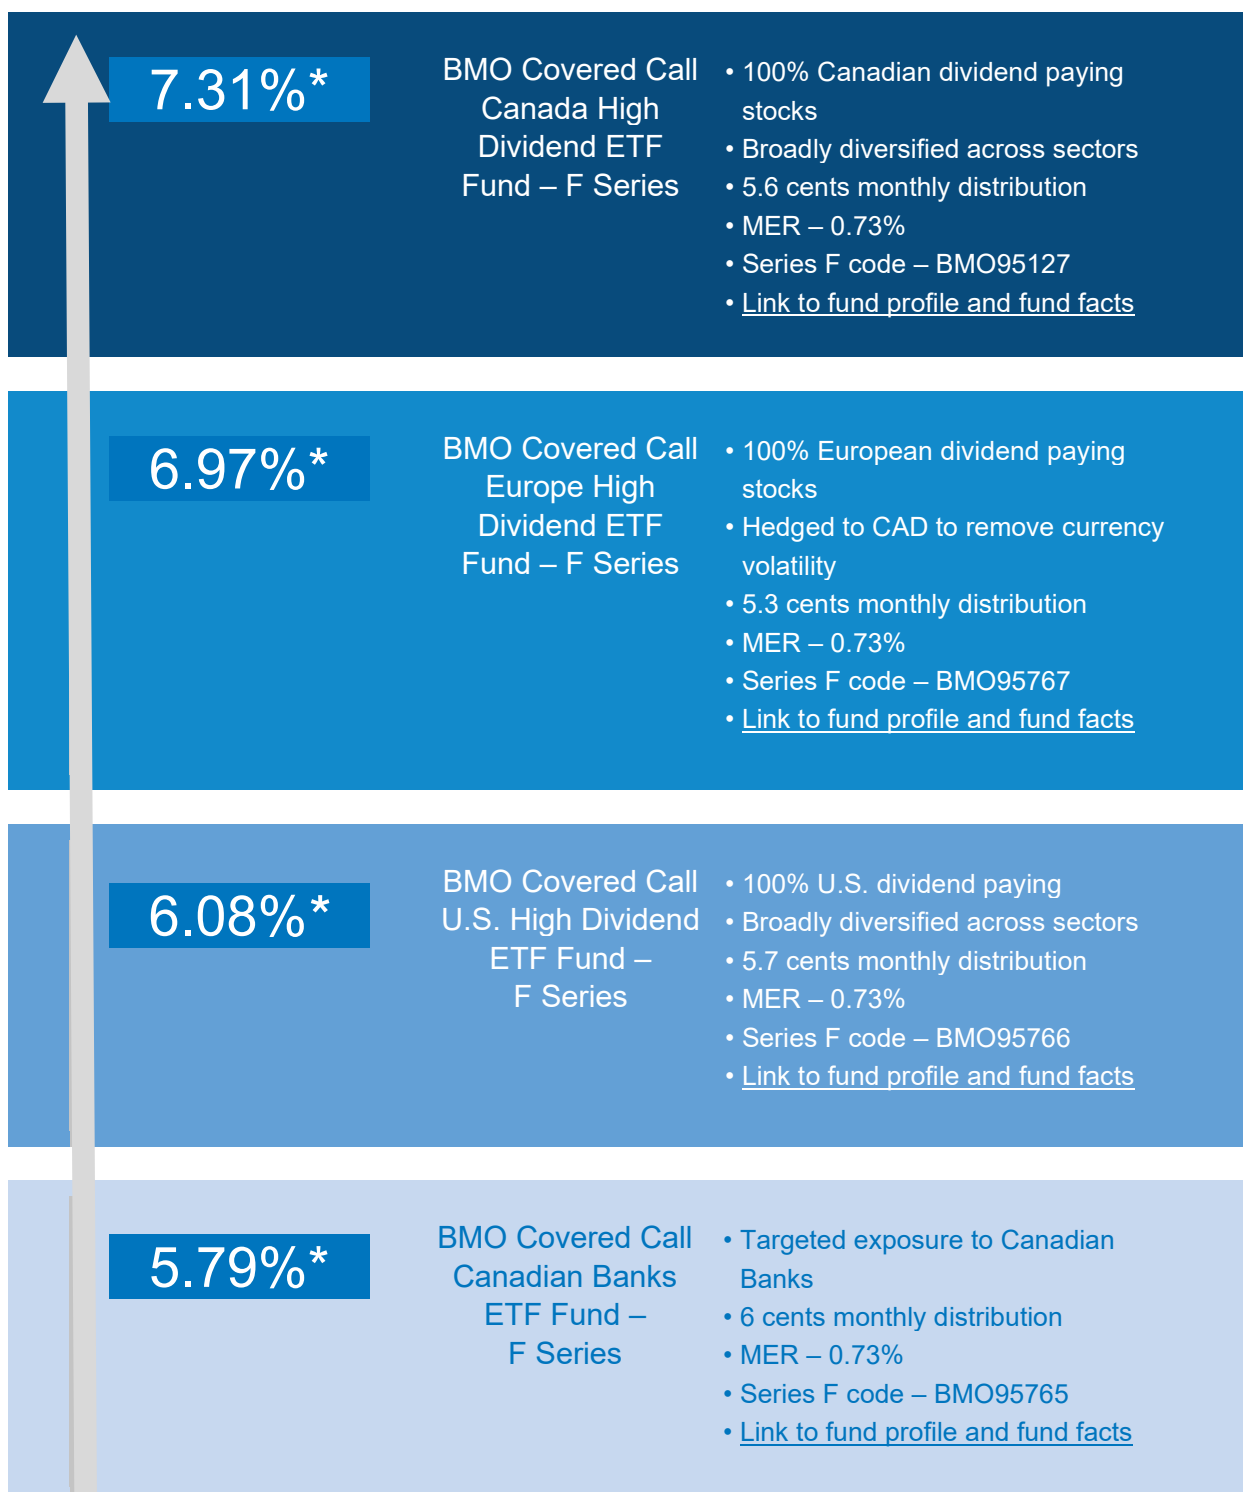 7.31%*
BMO Covered Call
Canada High
Dividend ETF
Fund – F Series
• 100% Canadian dividend paying
stocks
• Broadly diversified across sectors
• 5.6 cents monthly distribution
• MER – 0.73%
• Series F code – BMO95127
• Link to fund profile and fund facts
6.97%*
BMO Covered Call
Europe High
Dividend ETF
Fund – F Series
• 100% European dividend paying
stocks
• Hedged to CAD to remove currency
volatility
• 5.3 cents monthly distribution
• MER – 0.73%
• Series F code – BMO95767
• Link to fund profile and fund facts
6.08%*
BMO Covered Call
U.S. High Dividend
ETF Fund –
F Series
• 100% U.S. dividend paying
• Broadly diversified across sectors
• 5.7 cents monthly distribution
• MER – 0.73%
• Series F code – BMO95766
• Link to fund profile and fund facts
5.79%*
BMO Covered Call
Canadian Banks
ETF Fund –
F Series
• Targeted exposure to Canadian
Banks
• 6 cents monthly distribution
• MER – 0.73%
• Series F code – BMO95765
• Link to fund profile and fund facts